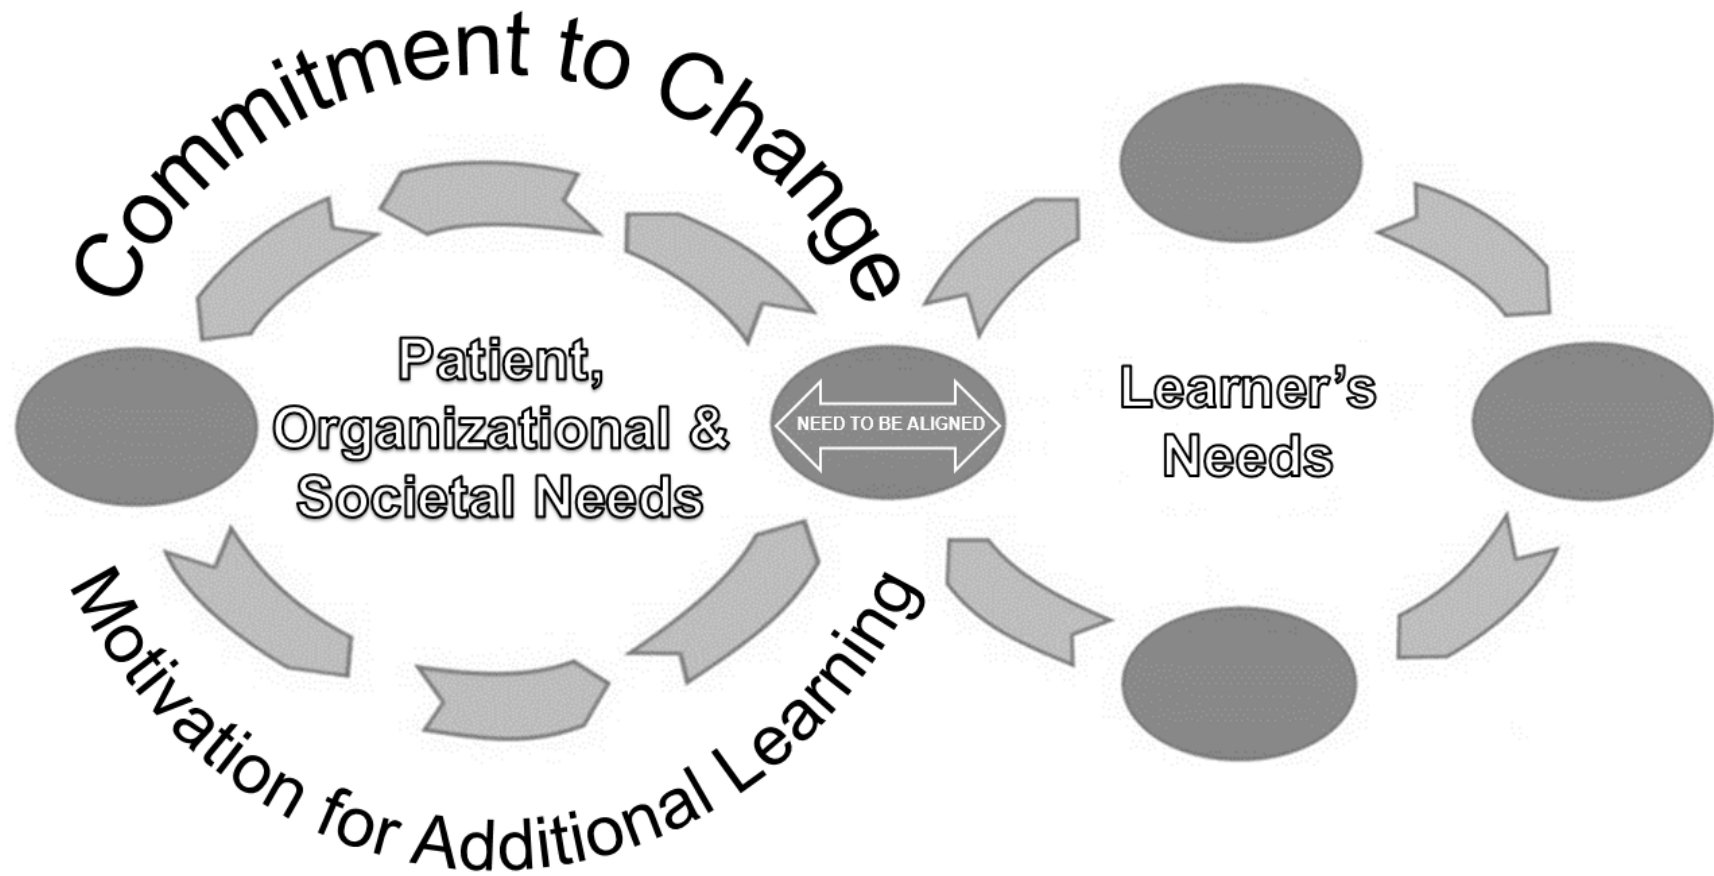 Commitment to Change
Patient,
Organizational &
Societal Needs
NEED TO BE ALIGNED
Learner’s
Needs
Motivation for Additional Learning